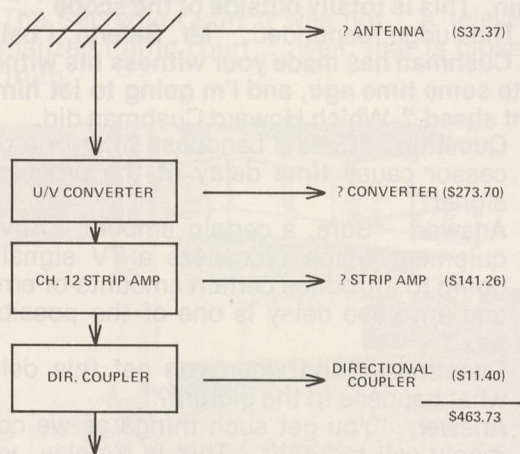 ? ANTENNA ($37.37)
U/V CONVERTER ? CONVERTER ($273.70)
CH. 12 STRIP AMP ? STRIP AMP ($141.26)
DIR. COUPLER DIRECTIONAL COUPLER ($11.40)
$463.73